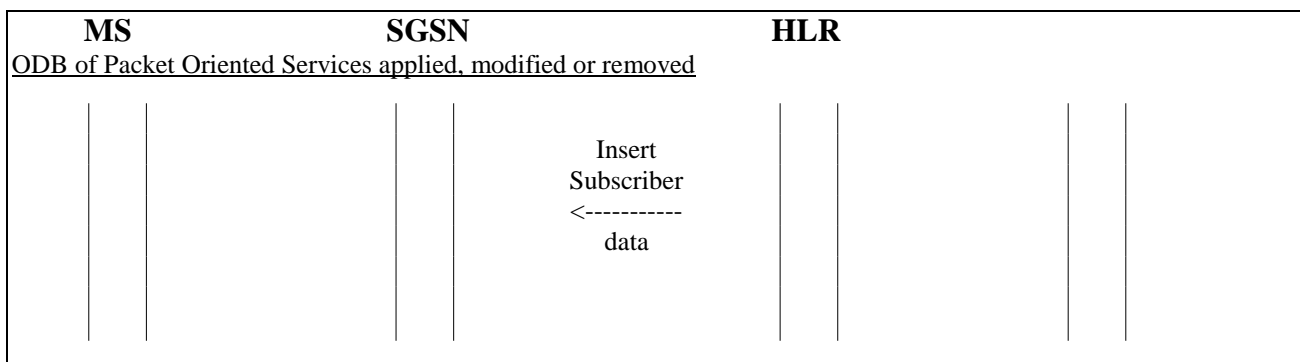 MS SGSN HLR
ODB of Packet Oriented Services applied, modified or removed
Insert
Subscriber
<-----------
data